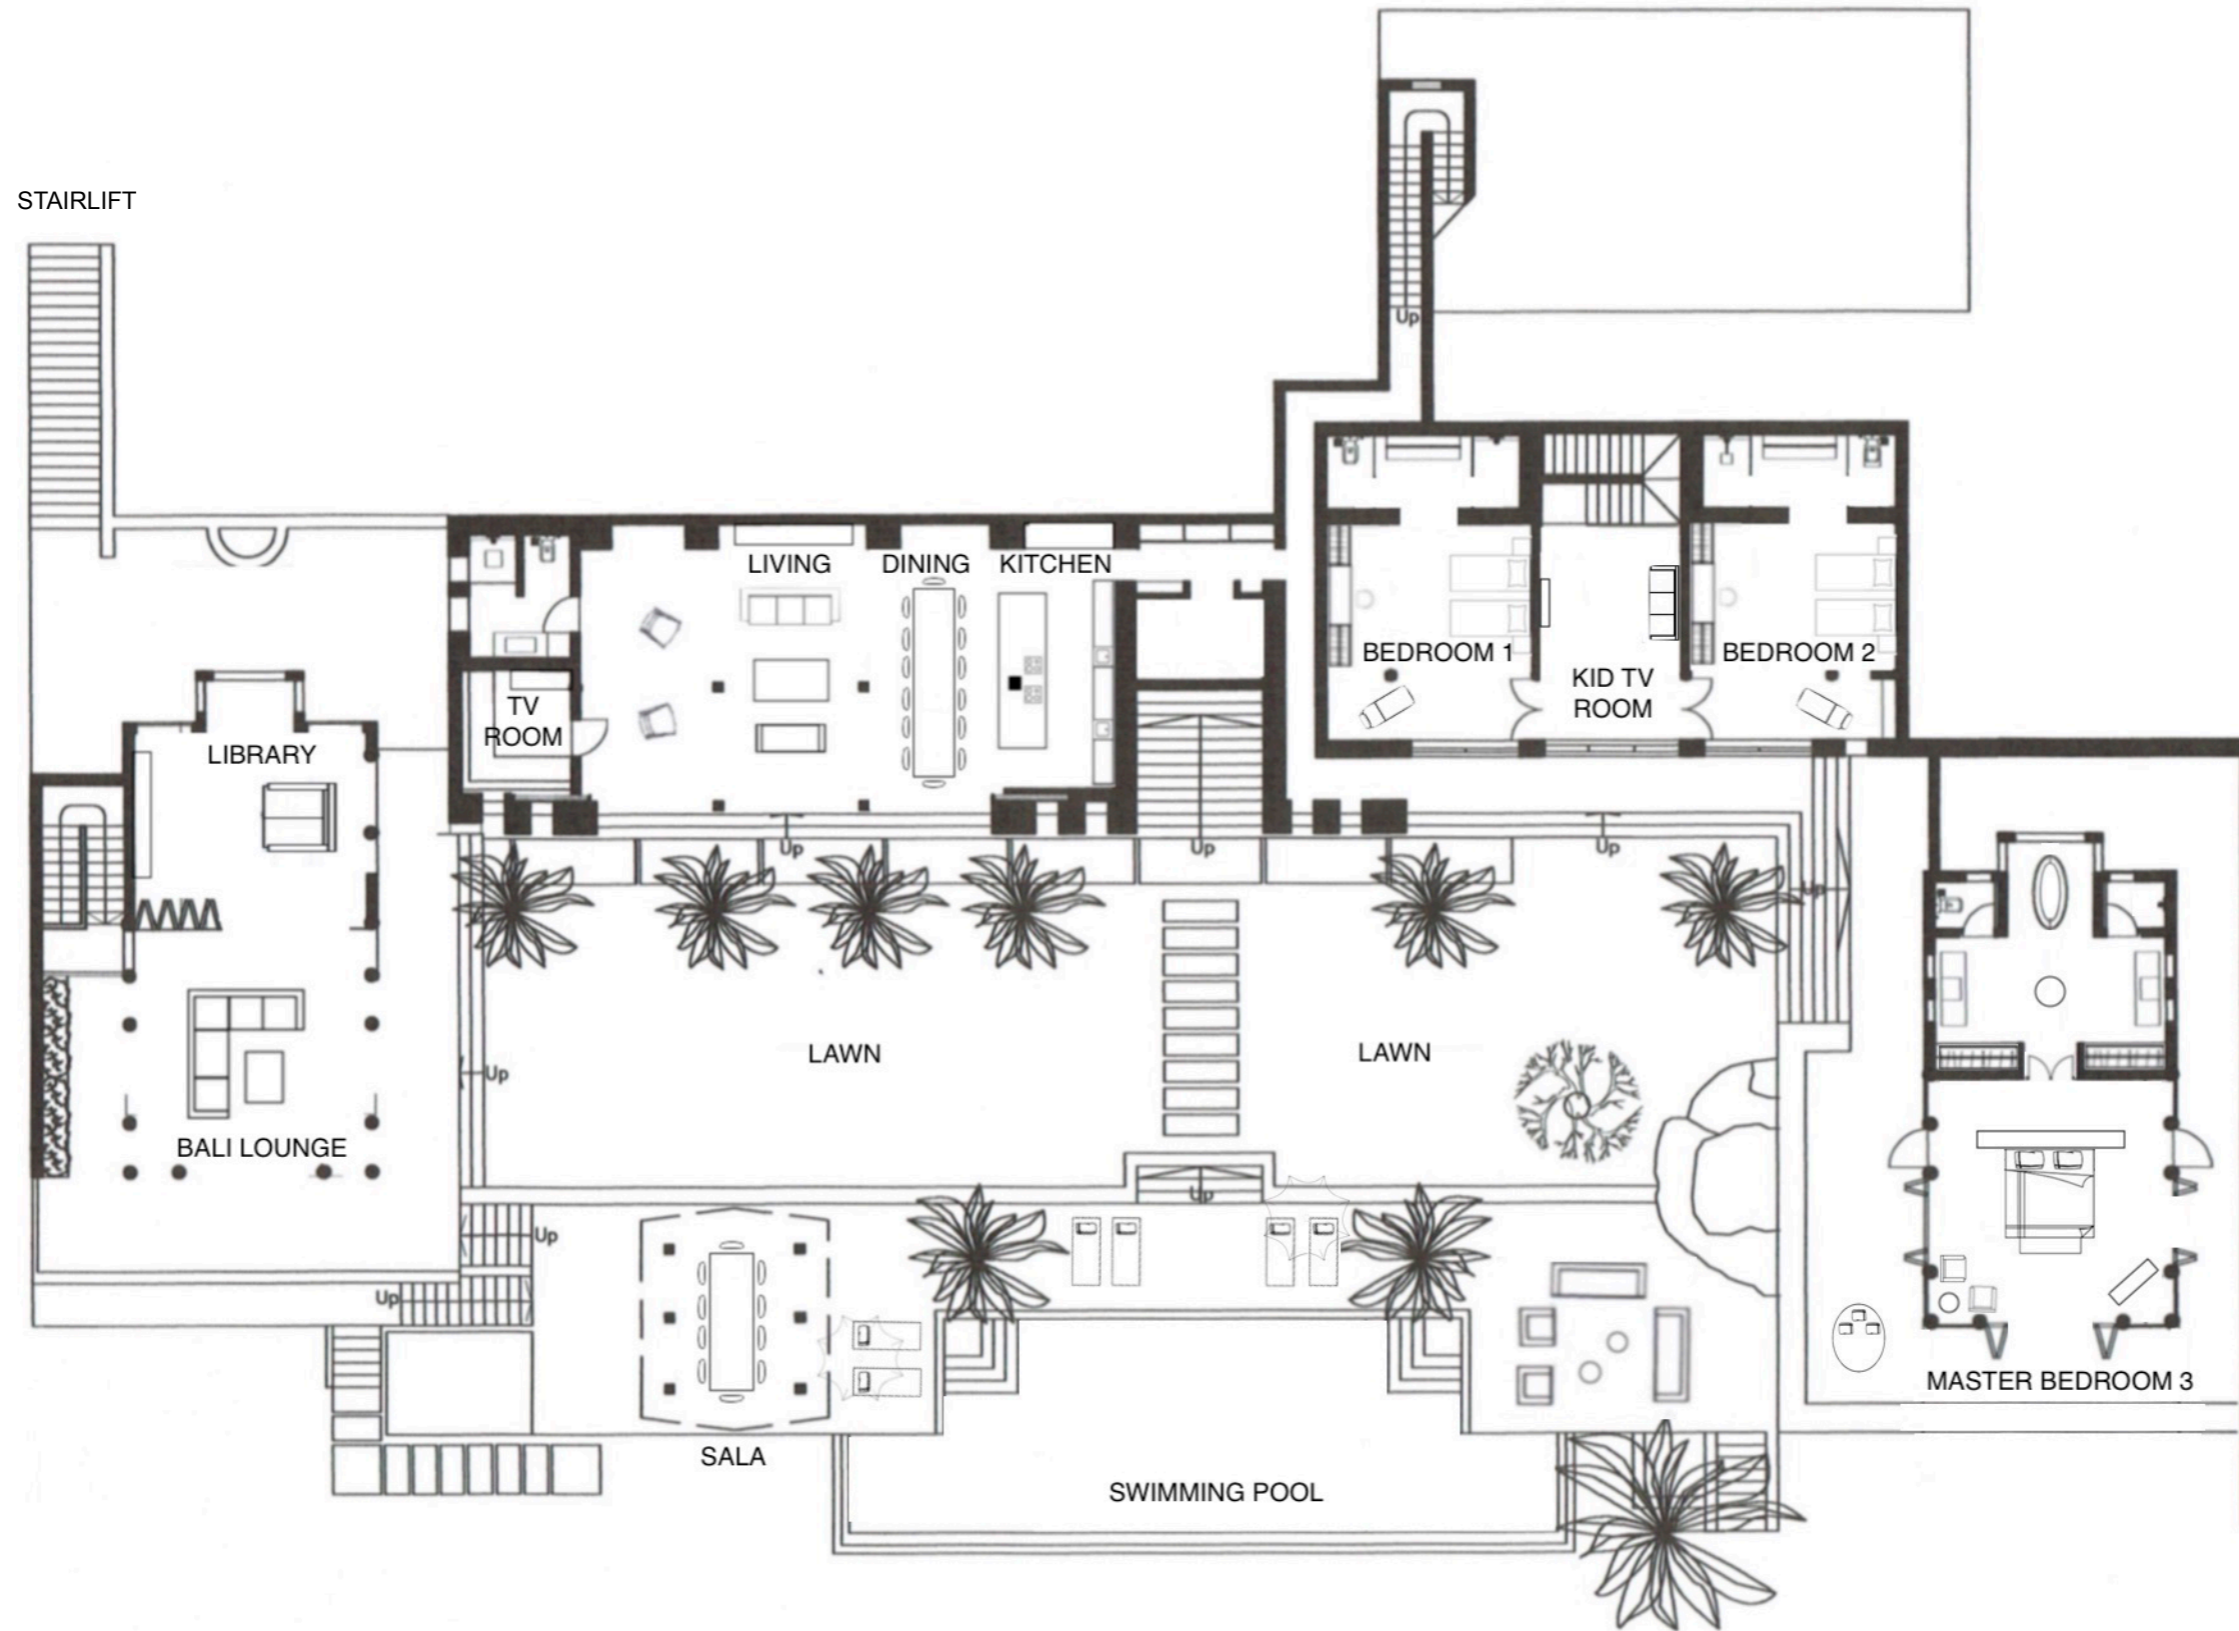 STAIRLIFT
Up
LIVING
DINING
KITCHEN
BEDROOM 1
BEDROOM 2
KID TV
ROOM
TV
ROOM
LIBRARY
Up
Up
Up
Up
LAWN
LAWN
Up
BALI LOUNGE
Up
Up
Up
MASTER BEDROOM 3
SALA
SWIMMING POOL